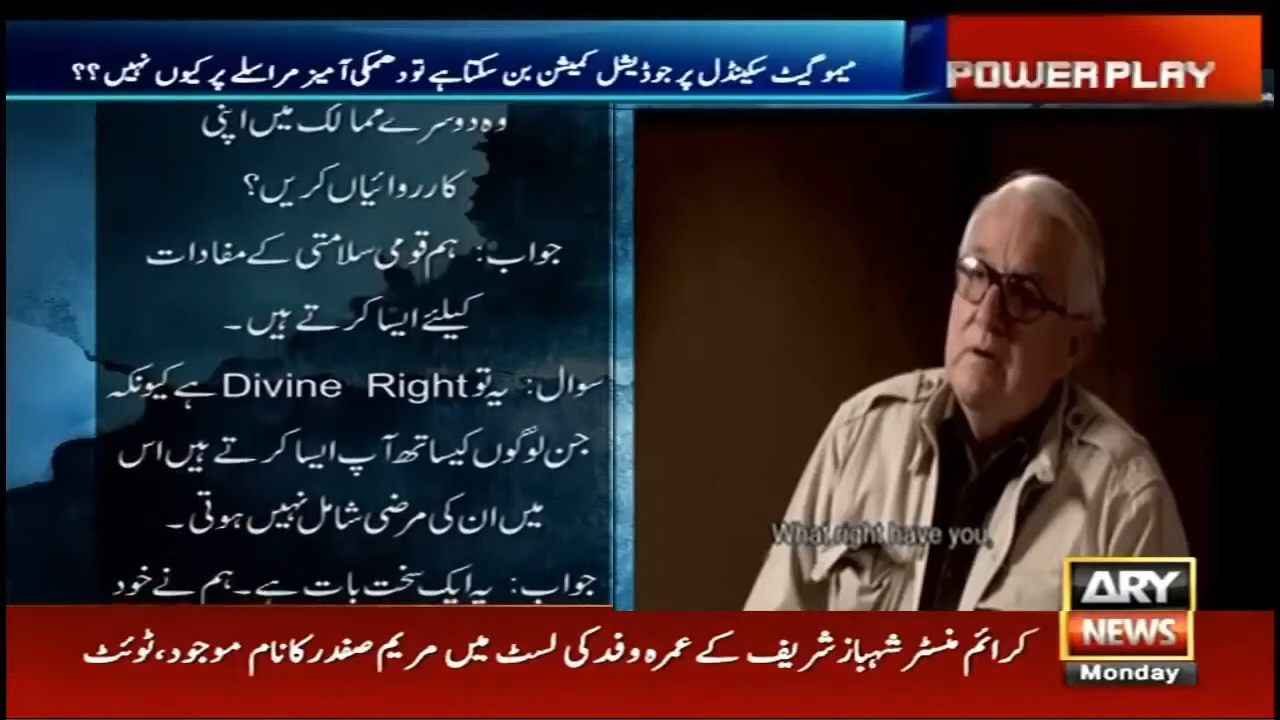 میمو گیٹ سکینڈل پر جوڈیشل کمیشن بن سکتا ہے تو دھمکی آمیز مراسلے پر کیوں نہیں؟؟
POWER PLAY
وہ دوسرے ممالک میں اپنی
کارروائیاں کریں؟
جواب: ہم قومی سلامتی کے مفادات
کیلئے ایسا کرتے ہیں۔
سوال: یہ تو Divine Right ہے کیونکہ
جن لوگوں کیساتھ آپ ایسا کرتے ہیں اس
میں ان کی مرضی شامل نہیں ہوتی۔
جواب: یہ ایک سخت بات ہے۔ ہم نے خود
What right have you,
ARY
NEWS
Monday
کرائم منسٹر شہباز شریف کے عمرہ وفد کی لسٹ میں مریم صفدر کا نام موجود، ٹوئٹ